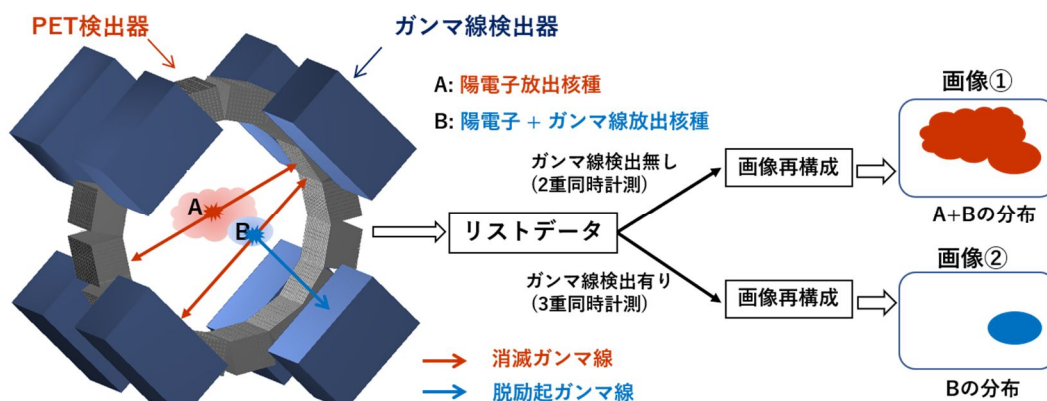 PET検出器
ガンマ線検出器
A: 陽電子放出核種
B: 陽電子 + ガンマ線放出核種
A
B
消滅ガンマ線
脱励起ガンマ線
リストデータ
ガンマ線検出無し
(2重同時計測)
画像再構成
画像①
A+Bの分布
ガンマ線検出有り
(3重同時計測)
画像再構成
画像②
Bの分布